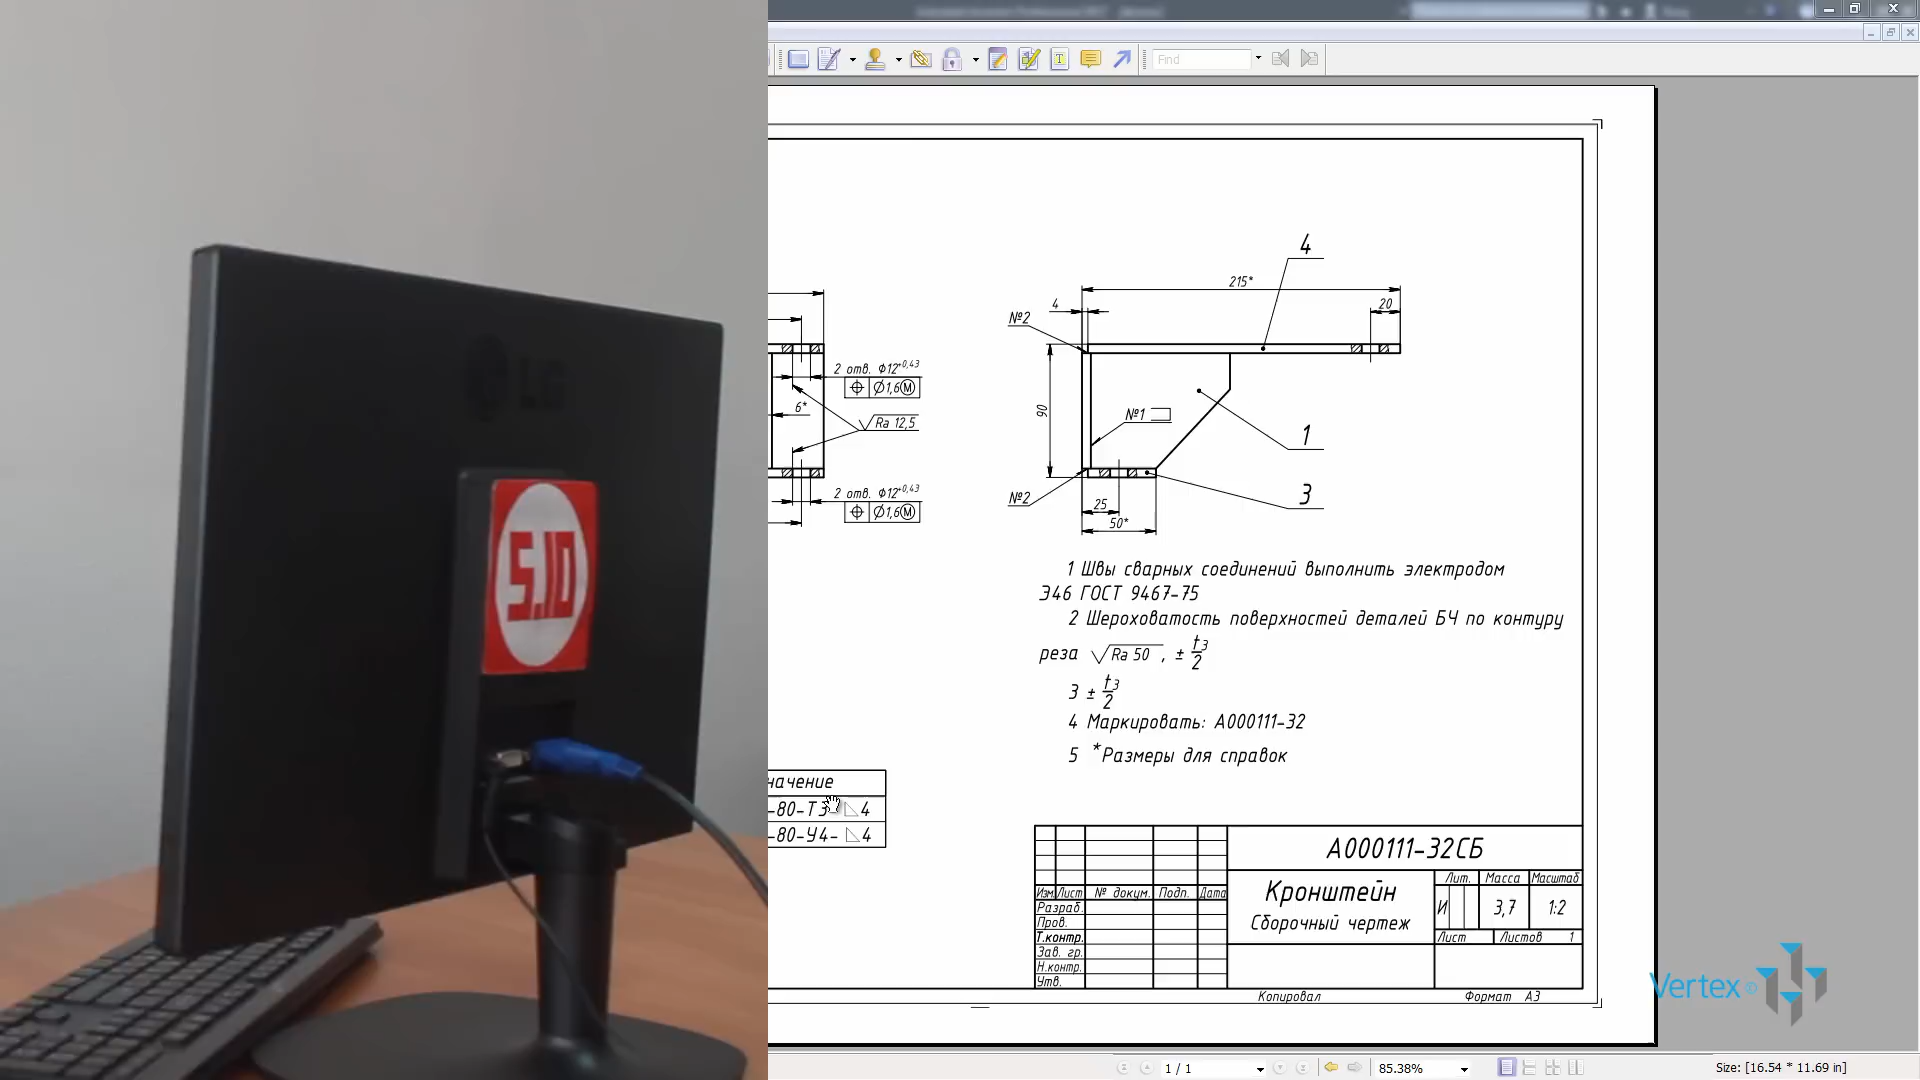 LG
5.10
Find
4
215*
4
20
№2
2 отв. Φ12+0,43
Φ1,6Ⓜ
6*
Ra 12,5
90
№1
1
2 отв. Φ12+0,43
Φ1,6Ⓜ
№2
25
50*
3
1 Швы сварных соединений выполнить электродом
Э46 ГОСТ 9467-75
2 Шероховатость поверхностей деталей БЧ по контуру
реза √Ra 50 , ± t3/2
3 ± t3/2
4 Маркировать: А000111-32
5 *Размеры для справок
начение
-80-Т3-⊿4
-80-У4-⊿4
А000111-32СБ
Кронштейн
Сборочный чертеж
Лит. Масса Масштаб
И 3,7 1:2
Лист Листов 1
Изм. Лист № докум. Подп. Дата
Разраб.
Пров.
Т.контр.
Зав. гр.
Н.контр.
Утв.
Копировал Формат А3
Vertex
1 / 1
85.38%
Size: [16.54 * 11.69 in]